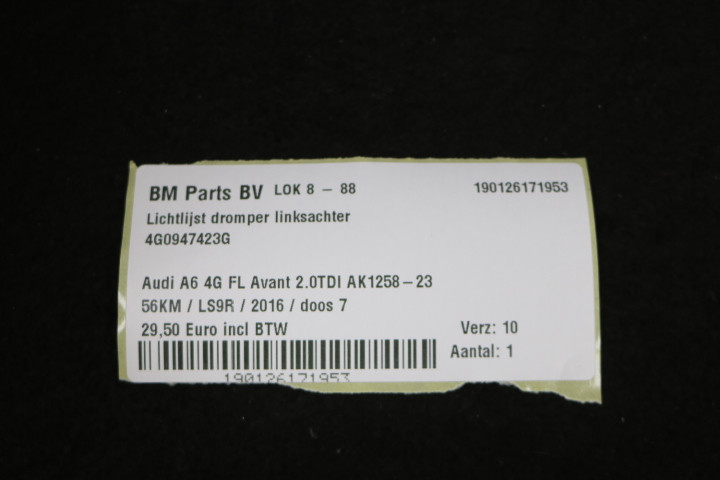 BM Parts BV LOK 8 – 88 190126171953
Lichtlijst dromper linksachter
4G0947423G
Audi A6 4G FL Avant 2.0TDI AK1258–23
56KM / LS9R / 2016 / doos 7
29,50 Euro incl BTW Verz: 10
Aantal: 1
190126171953